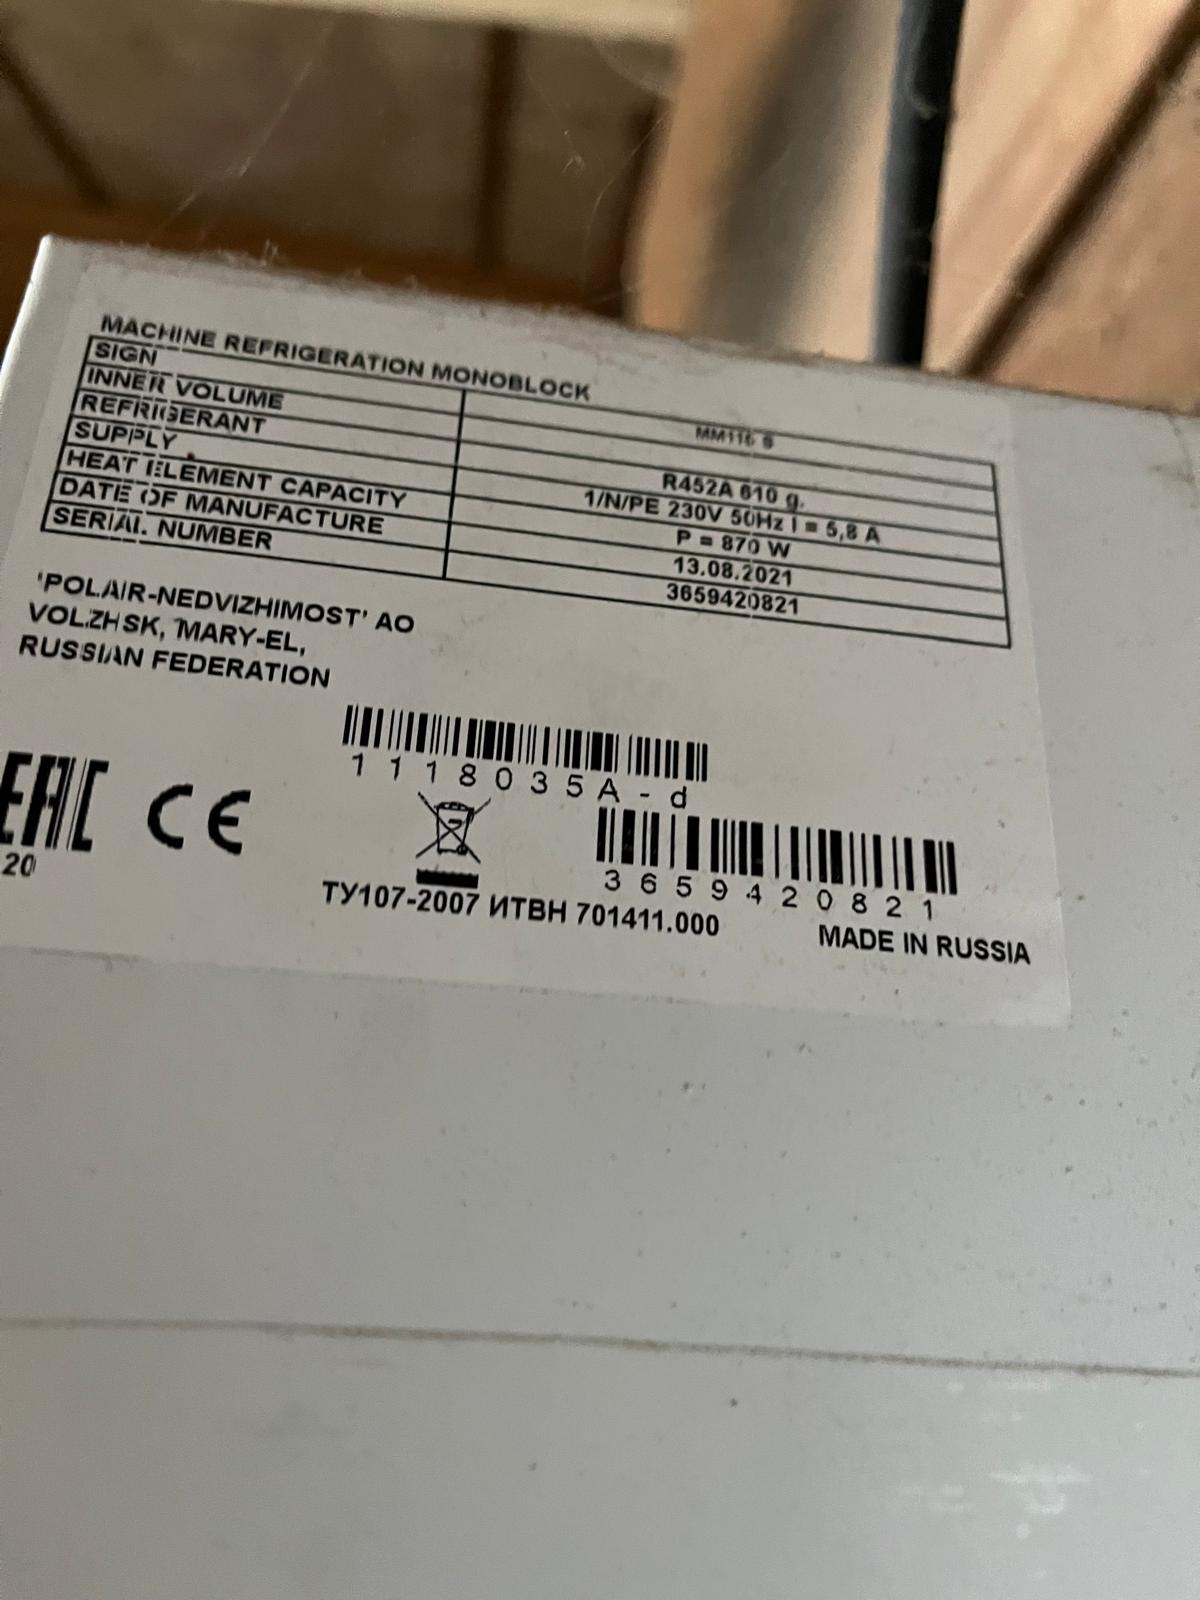 MACHINE REFRIGERATION MONOBLOCK
SIGN MM116 S
INNER VOLUME
REFRIGERANT R452A 610 g.
SUPPLY 1/N/PE 230V 50Hz I = 5,8 A
HEAT ELEMENT CAPACITY P = 870 W
DATE OF MANUFACTURE 13.08.2021
SERIAL NUMBER 3659420821
'POLAIR-NEDVIZHIMOST' AO
VOLZHSK, MARY-EL,
RUSSIAN FEDERATION
1118035A-d
EAC CE
20
3659420821
ТУ107-2007 ИТВН 701411.000
MADE IN RUSSIA